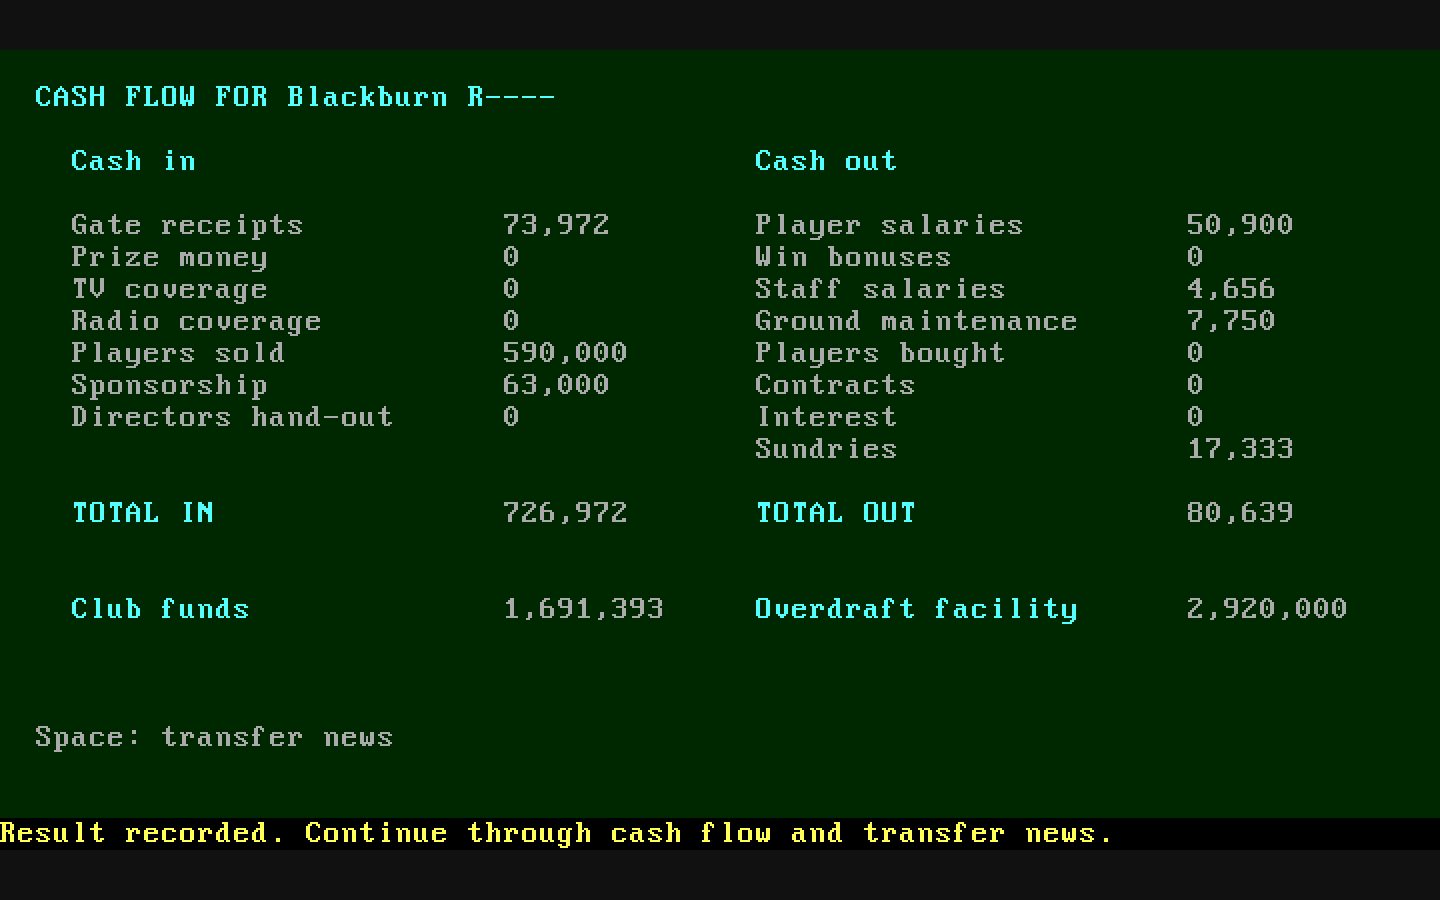 CASH FLOW FOR Blackburn R----
Cash in Cash out
Gate receipts 73,972 Player salaries 50,900
Prize money 0 Win bonuses 0
TV coverage 0 Staff salaries 4,656
Radio coverage 0 Ground maintenance 7,750
Players sold 590,000 Players bought 0
Sponsorship 63,000 Contracts 0
Directors hand-out 0 Interest 0
Sundries 17,333
TOTAL IN 726,972 TOTAL OUT 80,639
Club funds 1,691,393 Overdraft facility 2,920,000
Space: transfer news
Result recorded. Continue through cash flow and transfer news.